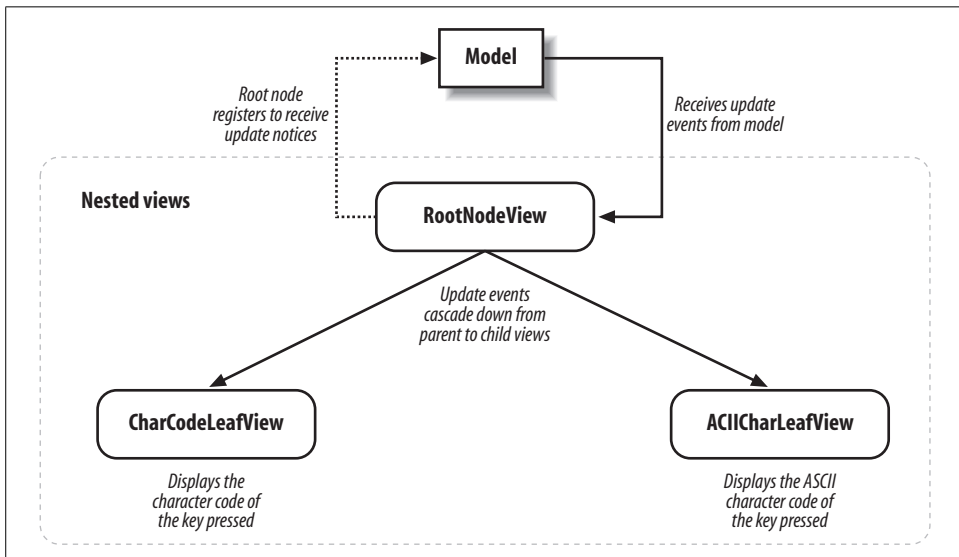 Model
Root node
registers to receive
update notices
Receives update
events from model
Nested views
RootNodeView
Update events
cascade down from
parent to child views
CharCodeLeafView
ACIICharLeafView
Displays the
character code of
the key pressed
Displays the ASCII
character code of
the key pressed